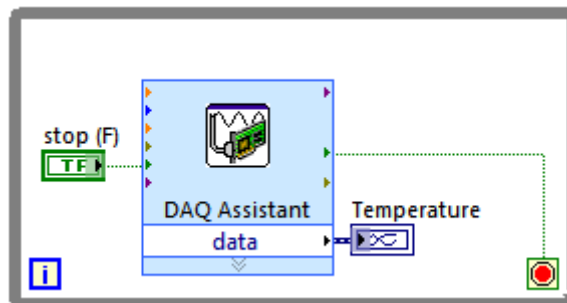 stop (F)
TF
DAQ Assistant
Temperature
data
i